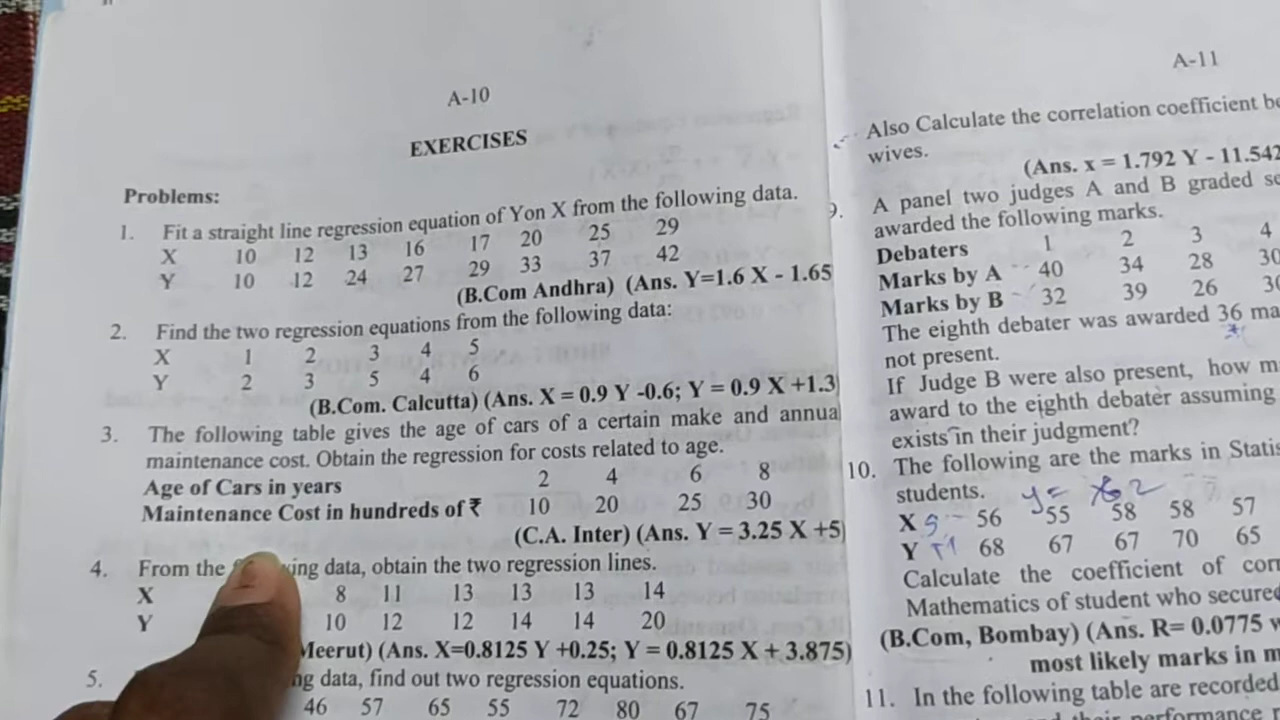 A-10
EXERCISES
Problems:
1. Fit a straight line regression equation of Yon X from the following data.
X 10 12 13 16 17 20 25 29
Y 10 12 24 27 29 33 37 42
(B.Com Andhra) (Ans. Y=1.6 X - 1.65
2. Find the two regression equations from the following data:
X 1 2 3 4 5
Y 2 3 5 4 6
(B.Com. Calcutta) (Ans. X = 0.9 Y -0.6; Y = 0.9 X +1.3
3. The following table gives the age of cars of a certain make and annua
maintenance cost. Obtain the regression for costs related to age.
Age of Cars in years 2 4 6 8
Maintenance Cost in hundreds of ₹ 10 20 25 30
(C.A. Inter) (Ans. Y = 3.25 X +5)
4. From the ing data, obtain the two regression lines.
X 8 11 13 13 13 14
Y 10 12 12 14 14 20
Meerut) (Ans. X=0.8125 Y +0.25; Y = 0.8125 X + 3.875)
5. ng data, find out two regression equations.
46 57 65 55 72 80 67 75
A-11
Also Calculate the correlation coefficient be
wives.
(Ans. x = 1.792 Y - 11.542
9. A panel two judges A and B graded se
awarded the following marks.
Debaters 1 2 3 4
Marks by A 40 34 28 30
Marks by B 32 39 26 30
The eighth debater was awarded 36 ma
not present.
If Judge B were also present, how m
award to the eighth debater assuming
exists in their judgment?
10. The following are the marks in Statis
students.
X 56 55 58 58 57
Y 68 67 67 70 65
Calculate the coefficient of corr
Mathematics of student who secured
(B.Com, Bombay) (Ans. R= 0.0775 w
most likely marks in m
11. In the following table are recorded
their performance r